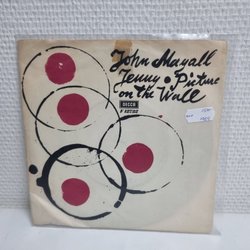 John Mayall
Jenny • Picture
on the Wall
DECCA